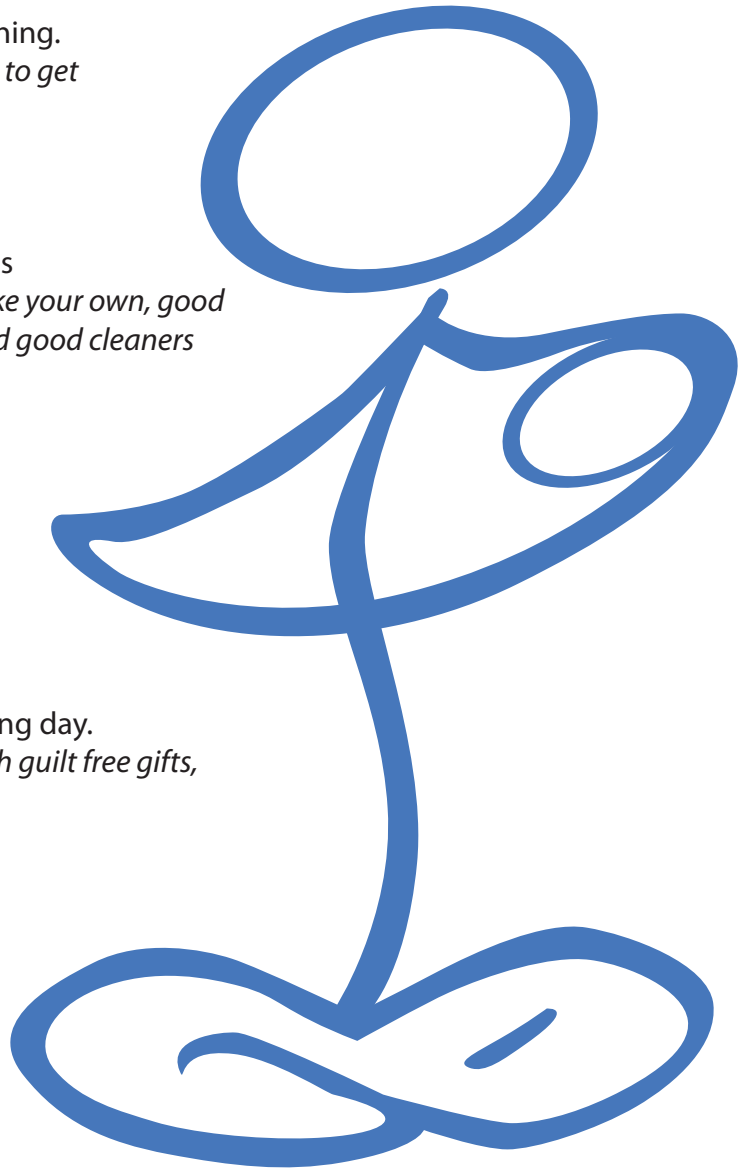 ning.
to get
s
ke your own, good
d good cleaners
ng day.
h guilt free gifts,